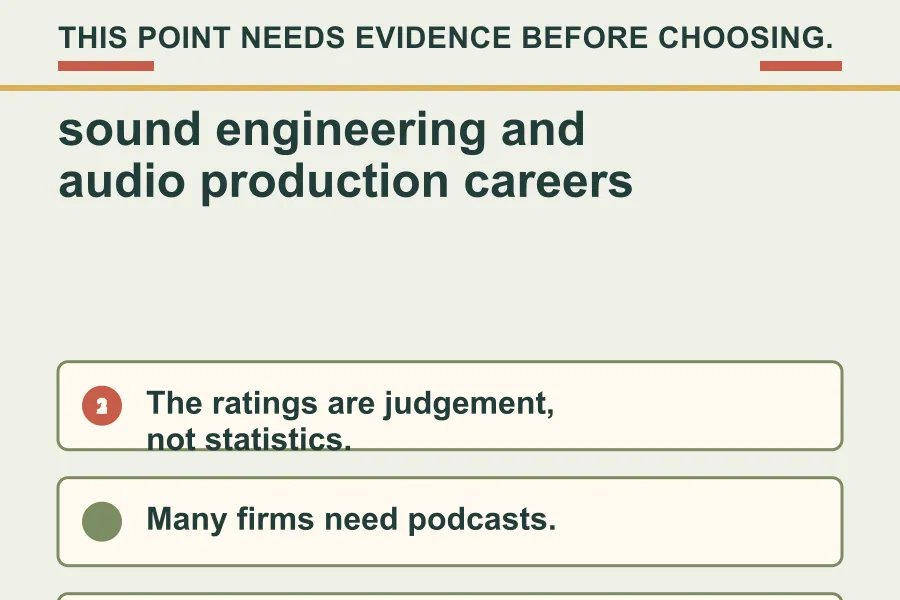 THIS POINT NEEDS EVIDENCE BEFORE CHOOSING.
sound engineering and
audio production careers
The ratings are judgement,
not statistics.
Many firms need podcasts.